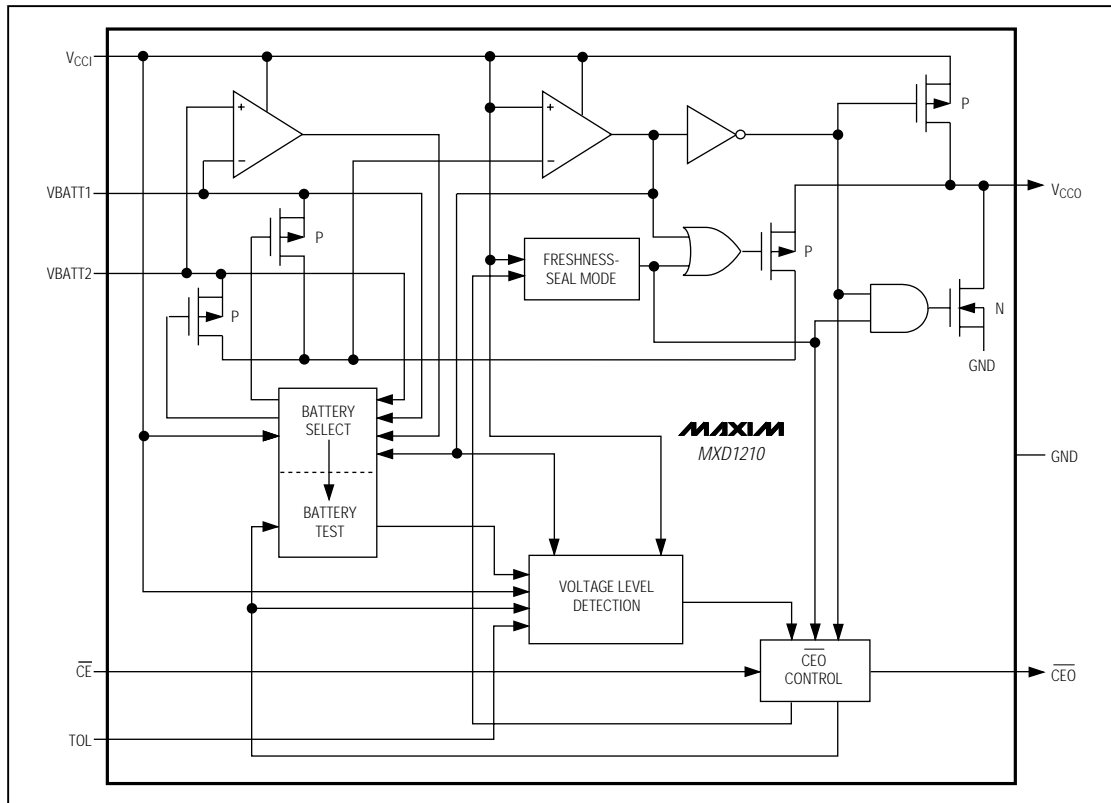 VCCI
P
+
-
+
-
VBATT1
VCCO
P
P
FRESHNESS-
SEAL MODE
VBATT2
P
N
GND
BATTERY
SELECT
MAXIM
MXD1210
GND
BATTERY
TEST
VOLTAGE LEVEL
DETECTION
CE
CEO
CONTROL
CEO
TOL